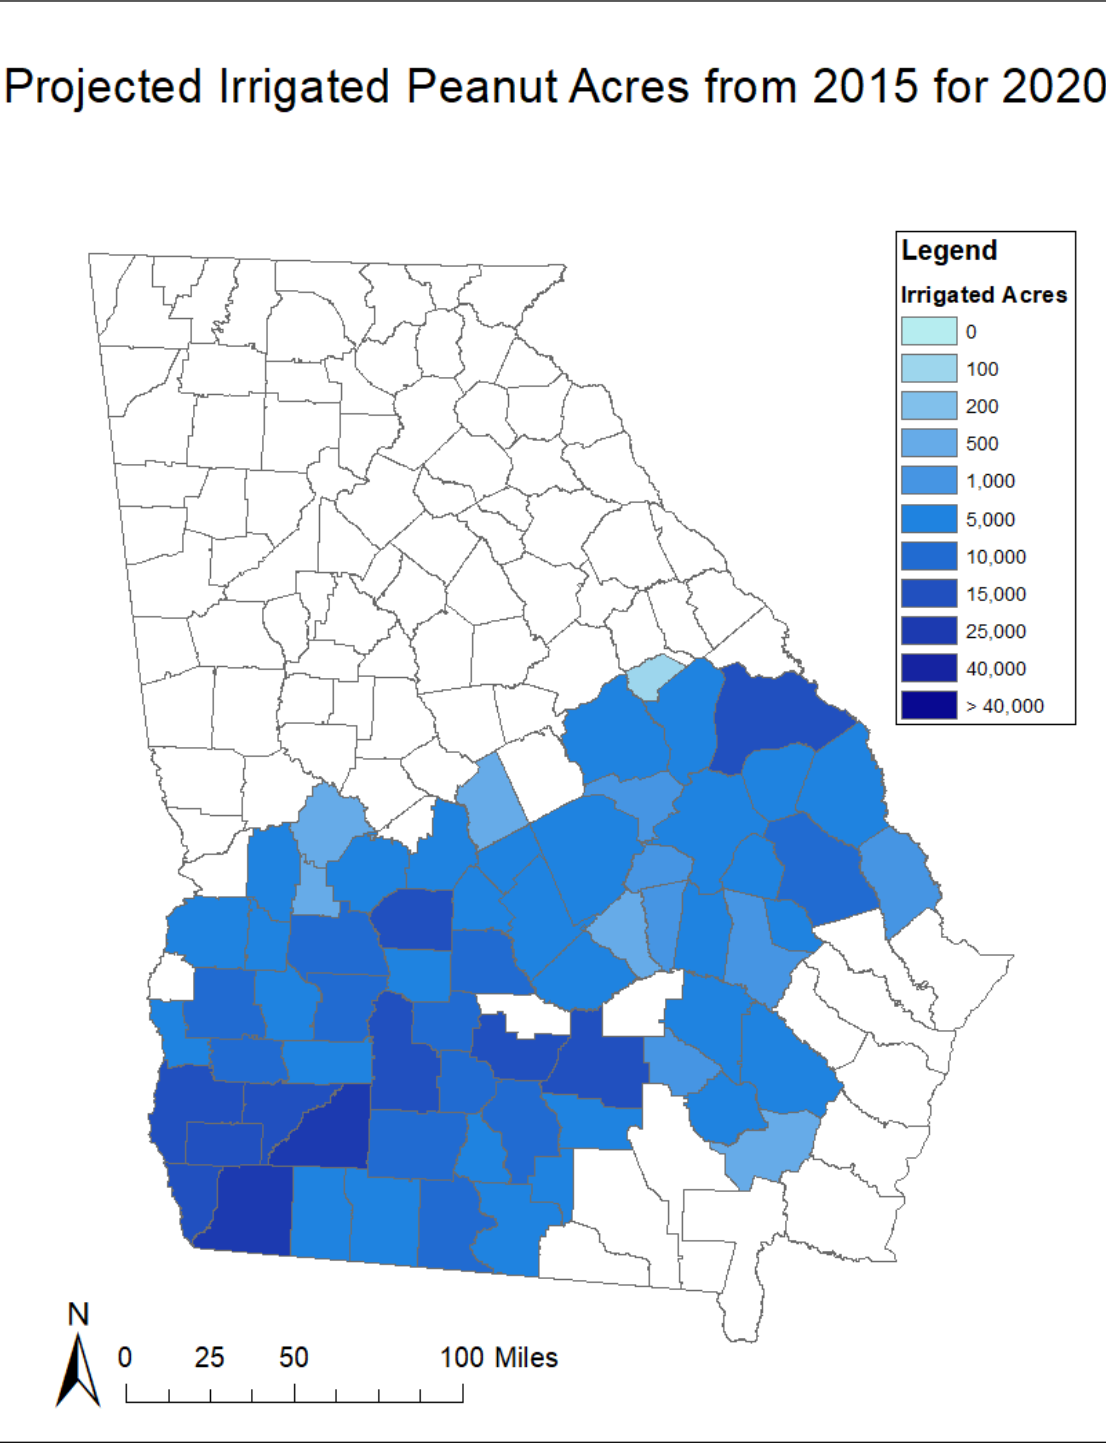 Projected Irrigated Peanut Acres from 2015 for 2020
Legend
Irrigated Acres
0
100
200
500
1,000
5,000
10,000
15,000
25,000
40,000
> 40,000
N
0 25 50 100 Miles